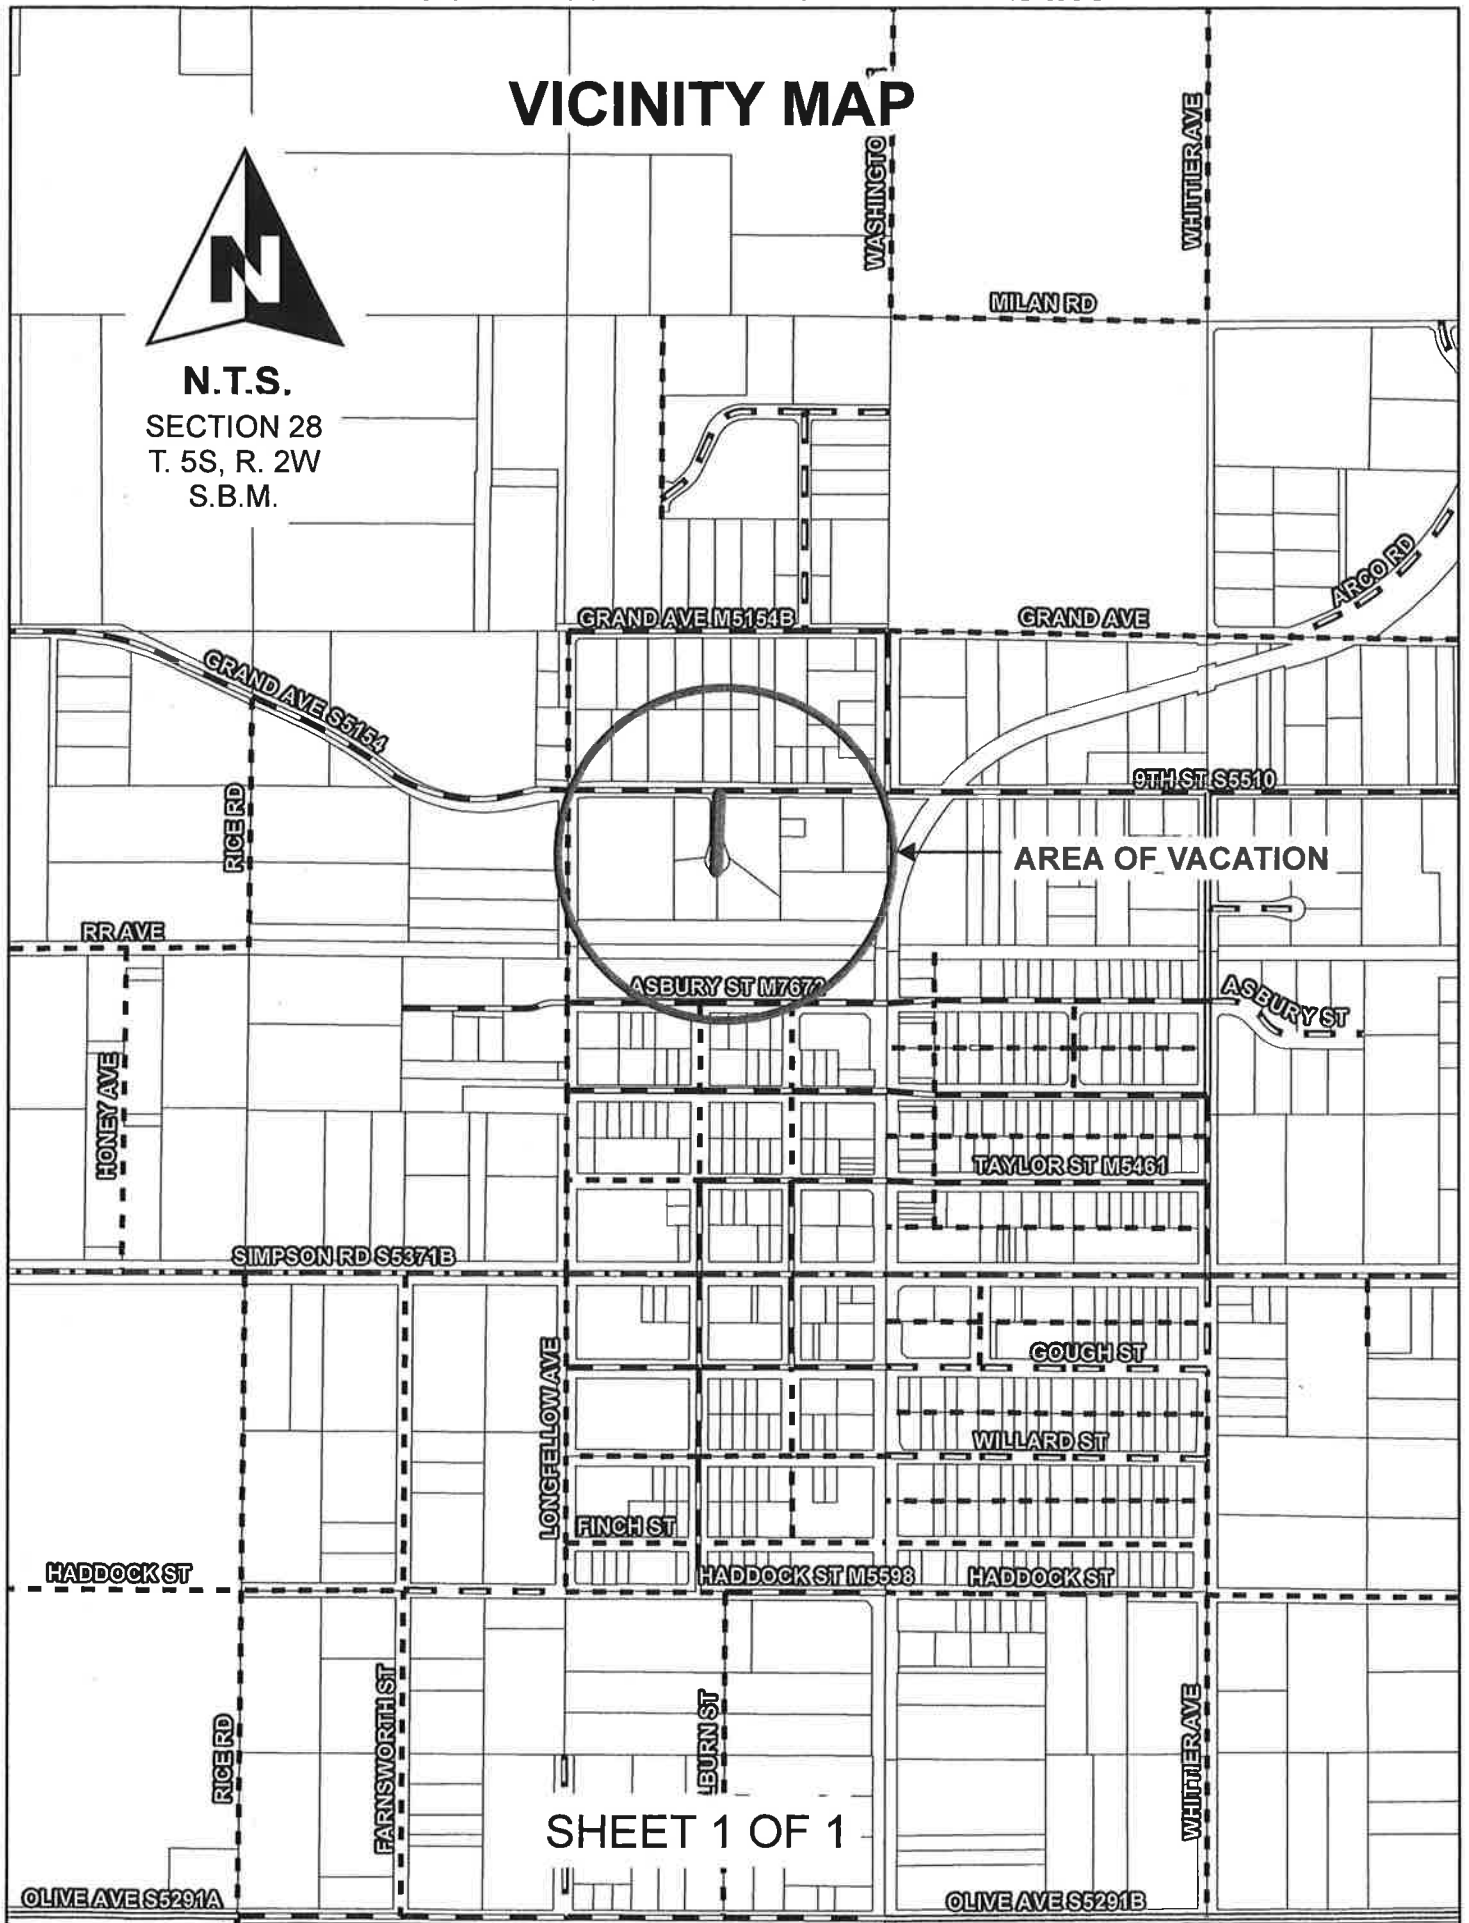 VICINITY MAP
WASHINGTO
WHITTIER AVE
MILAN RD
N
N.T.S.
SECTION 28
T. 5S, R. 2W
S.B.M.
ARCO RD
GRAND AVE M5154B
GRAND AVE
GRAND AVE S5154
9TH ST S5510
RICE RD
AREA OF VACATION
RR AVE
ASBURY ST M767
ASBURY ST
HONEY AVE
TAYLOR ST M5461
SIMPSON RD S5371B
LONGFELLOW AVE
GOUGH ST
WILLARD ST
FINCH ST
HADDOCK ST
HADDOCK ST M5598
HADDOCK ST
RICE RD
FARNSWORTH ST
LBURN ST
WHITTIER AVE
SHEET 1 OF 1
OLIVE AVE S5291A
OLIVE AVE S5291B